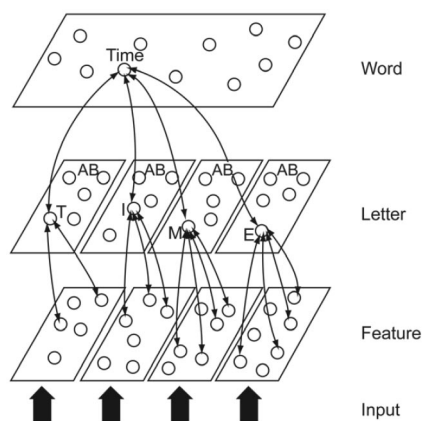 Time
Word
AB AB AB AB
Letter
T I M E
Feature
Input